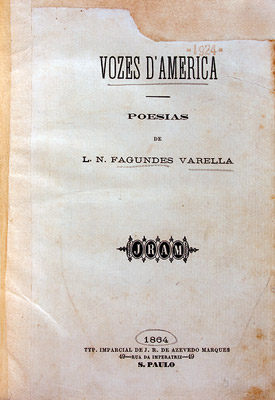 -1924-
VOZES D'AMERICA
POESIAS
DE
L. N. FAGUNDES VARELLA
JRAM
1864
TYP. IMPARCIAL DE J. R. DE AZEVEDO MARQUES
49—RUA DA IMPERATRIZ—49
S. PAULO